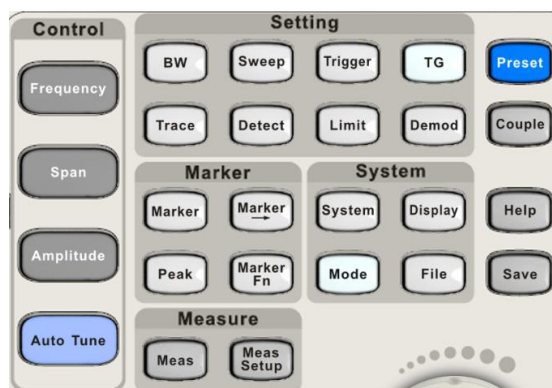 Control
Frequency
Span
Amplitude
Auto Tune
Setting
BW
Sweep
Trigger
TG
Trace
Detect
Limit
Demod
Marker
Marker
Marker
→
Peak
Marker
Fn
System
System
Display
Mode
File
Measure
Meas
Meas
Setup
Preset
Couple
Help
Save